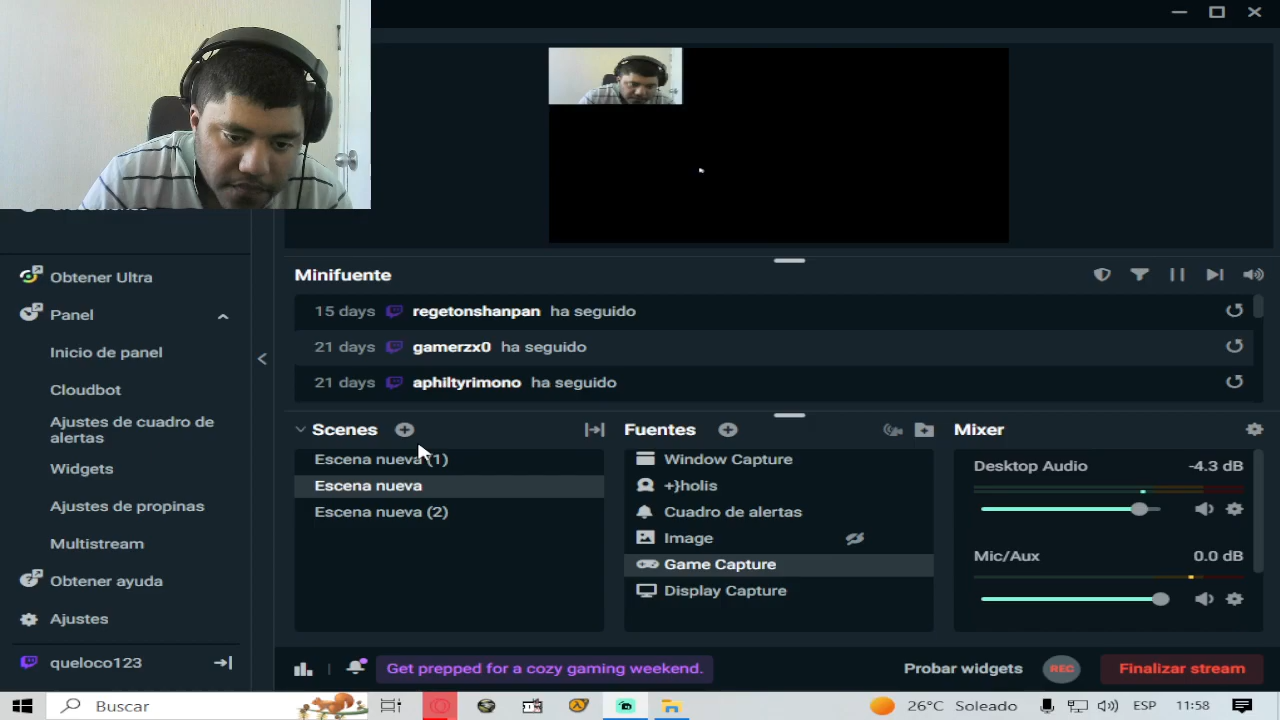 Obtener Ultra
Panel
Inicio de panel
Cloudbot
Ajustes de cuadro de
alertas
Widgets
Ajustes de propinas
Multistream
Obtener ayuda
Ajustes
queloco123
Minifuente
15 days regetonshanpan ha seguido
21 days gamerzx0 ha seguido
21 days aphiltyrimono ha seguido
Scenes
Escena nueva (1)
Escena nueva
Escena nueva (2)
Fuentes
Window Capture
+}holis
Cuadro de alertas
Image
Game Capture
Display Capture
Mixer
Desktop Audio -4.3 dB
Mic/Aux 0.0 dB
Get prepped for a cozy gaming weekend.
Probar widgets
REC
Finalizar stream
Buscar
26°C Soleado
ESP
11:58